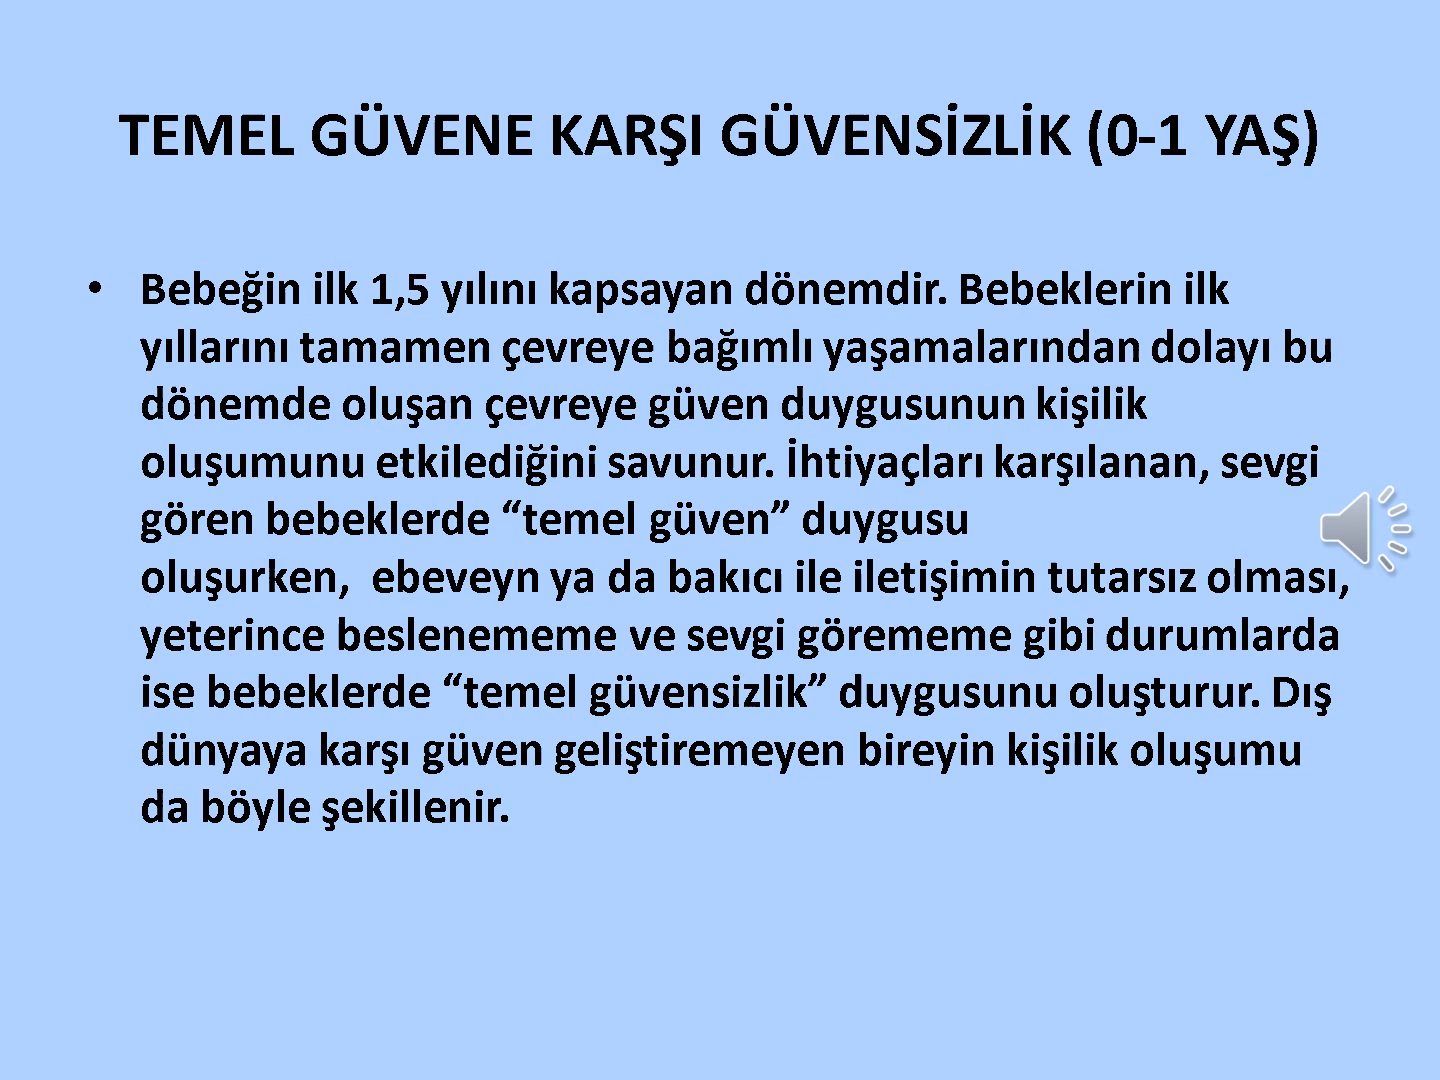 TEMEL GÜVENE KARŞI GÜVENSİZLİK (0-1 YAŞ)
• Bebeğin ilk 1,5 yılını kapsayan dönemdir. Bebeklerin ilk
yıllarını tamamen çevreye bağımlı yaşamalarından dolayı bu
dönemde oluşan çevreye güven duygusunun kişilik
oluşumunu etkilediğini savunur. İhtiyaçları karşılanan, sevgi
gören bebeklerde “temel güven” duygusu
oluşurken,  ebeveyn ya da bakıcı ile iletişimin tutarsız olması,
yeterince beslenememe ve sevgi görememe gibi durumlarda
ise bebeklerde “temel güvensizlik” duygusunu oluşturur. Dış
dünyaya karşı güven geliştiremeyen bireyin kişilik oluşumu
da böyle şekillenir.